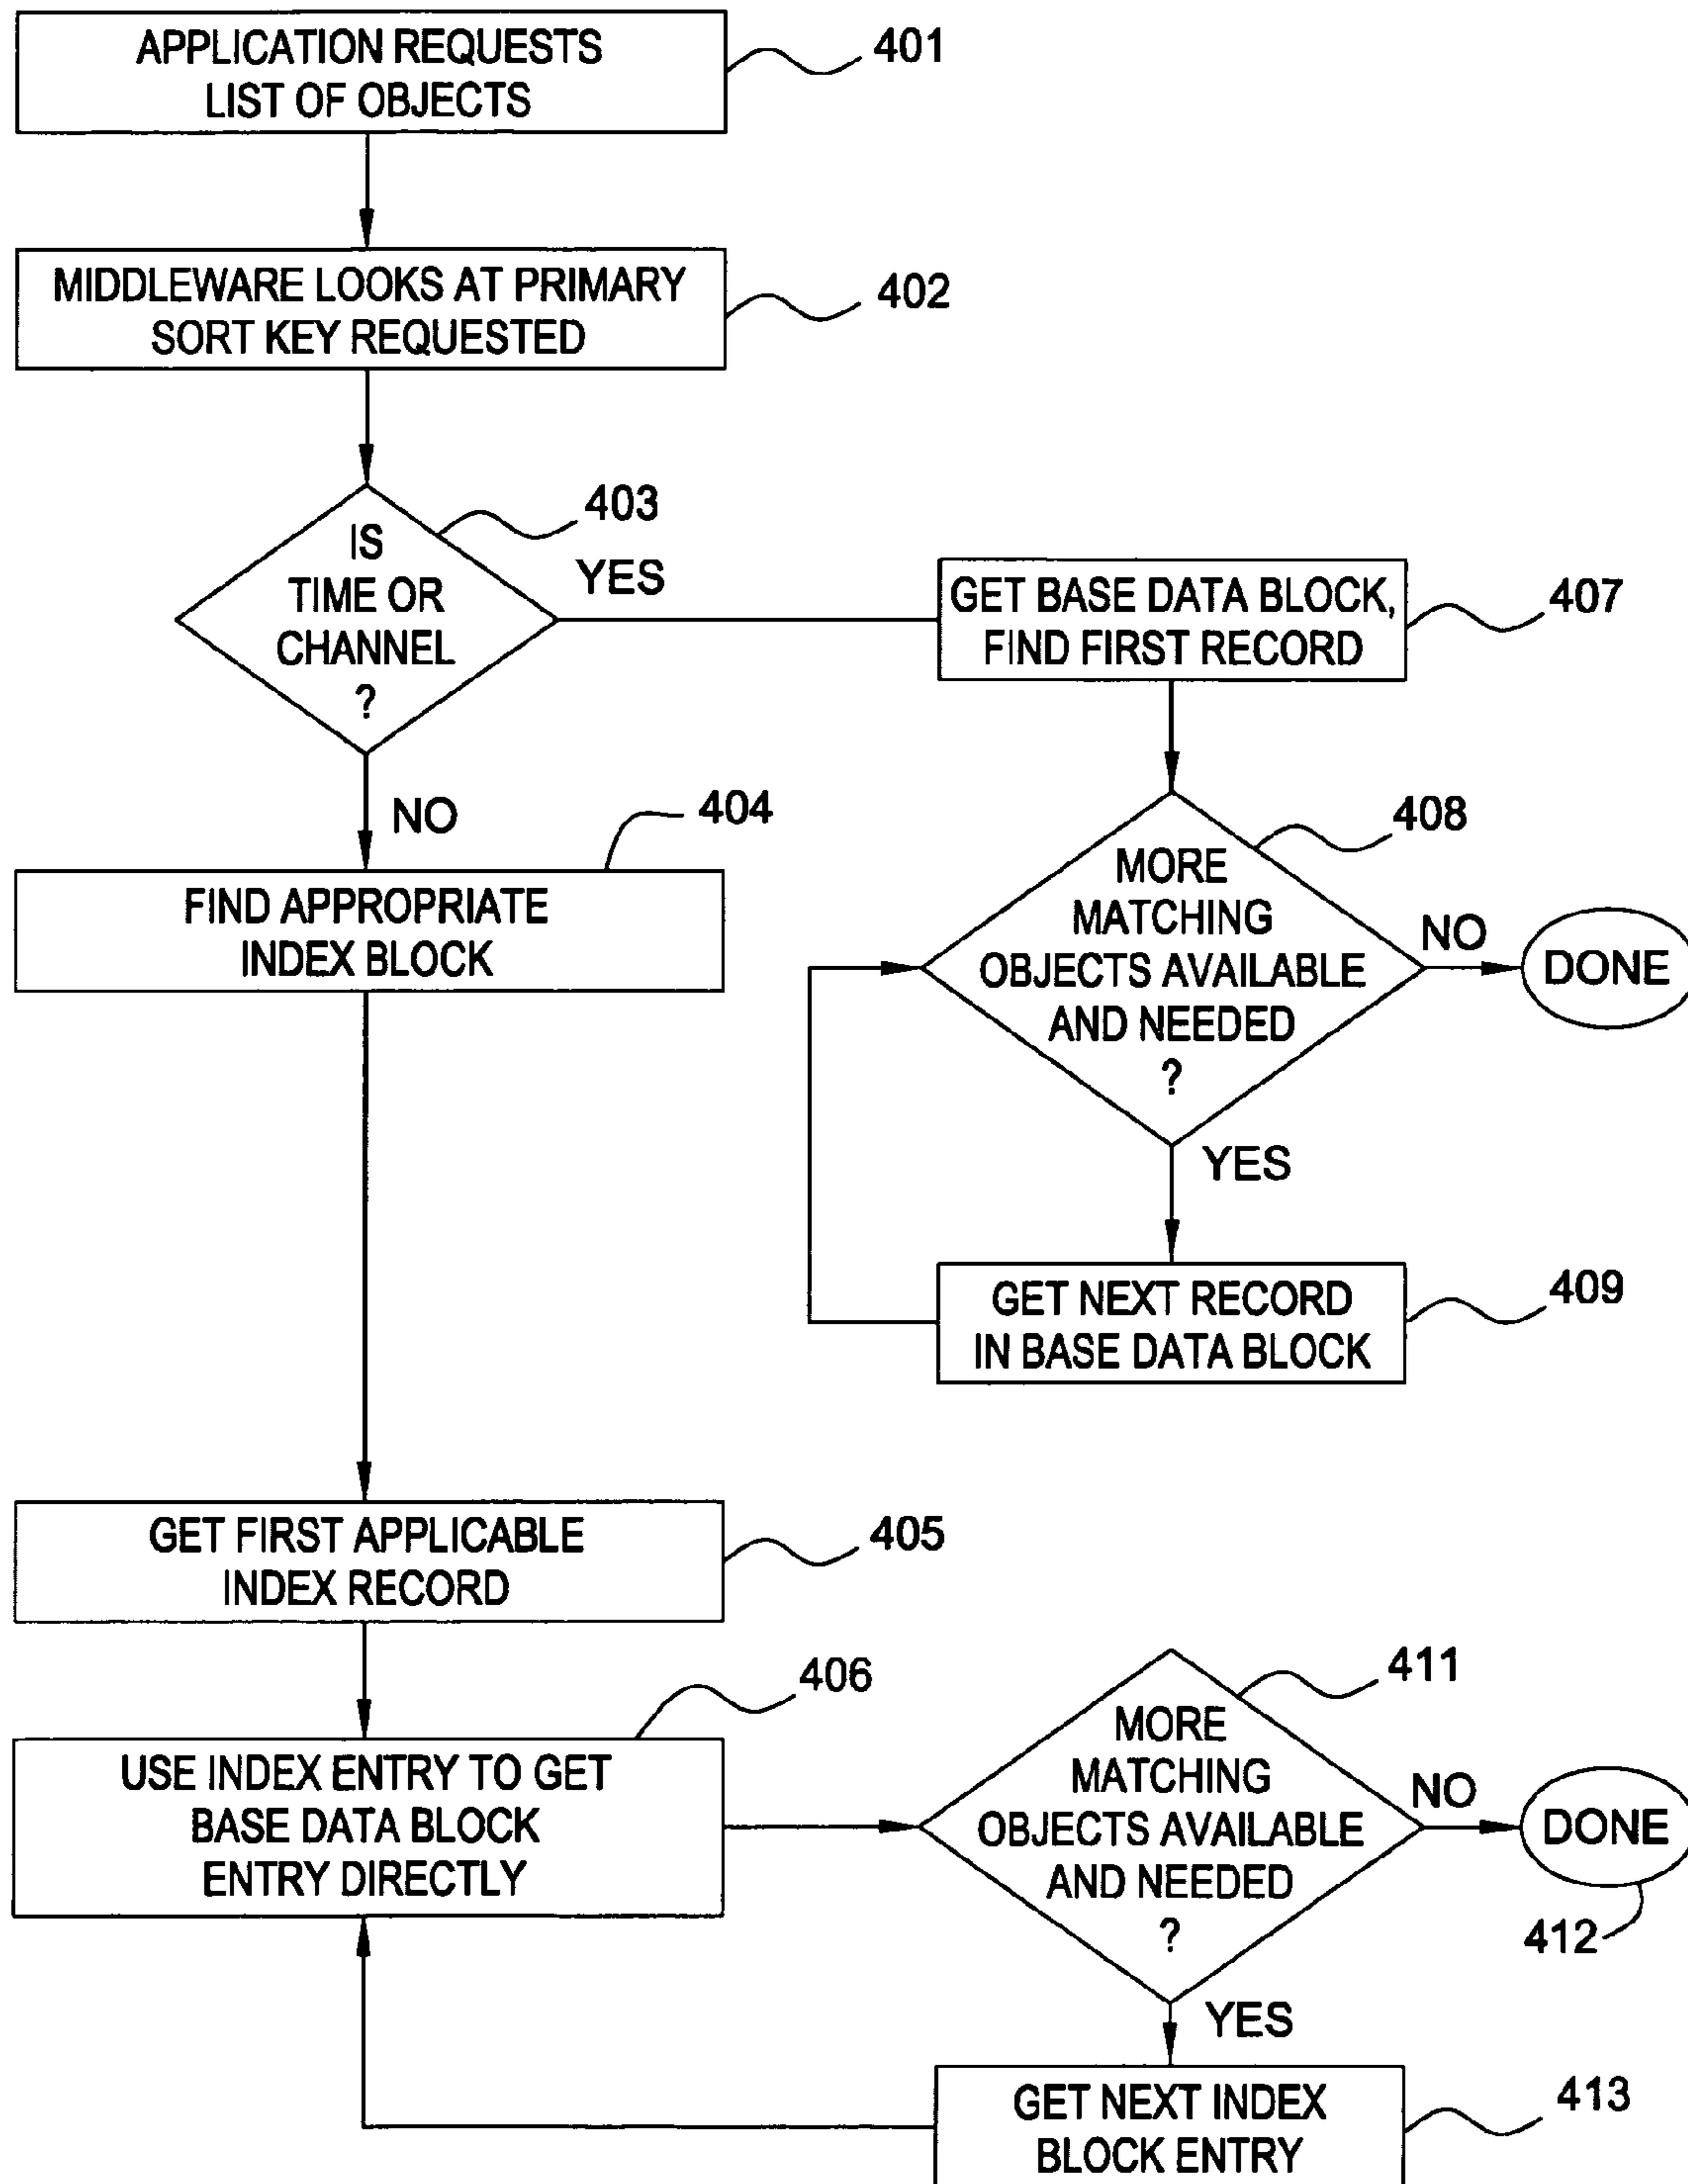 APPLICATION REQUESTS
LIST OF OBJECTS
401
MIDDLEWARE LOOKS AT PRIMARY
SORT KEY REQUESTED
402
403
IS
TIME OR
CHANNEL
?
YES
NO
GET BASE DATA BLOCK,
FIND FIRST RECORD
407
404
FIND APPROPRIATE
INDEX BLOCK
408
MORE
MATCHING
OBJECTS AVAILABLE
AND NEEDED
?
NO
DONE
YES
GET NEXT RECORD
IN BASE DATA BLOCK
409
GET FIRST APPLICABLE
INDEX RECORD
405
406
USE INDEX ENTRY TO GET
BASE DATA BLOCK
ENTRY DIRECTLY
411
MORE
MATCHING
OBJECTS AVAILABLE
AND NEEDED
?
NO
DONE
412
YES
GET NEXT INDEX
BLOCK ENTRY
413